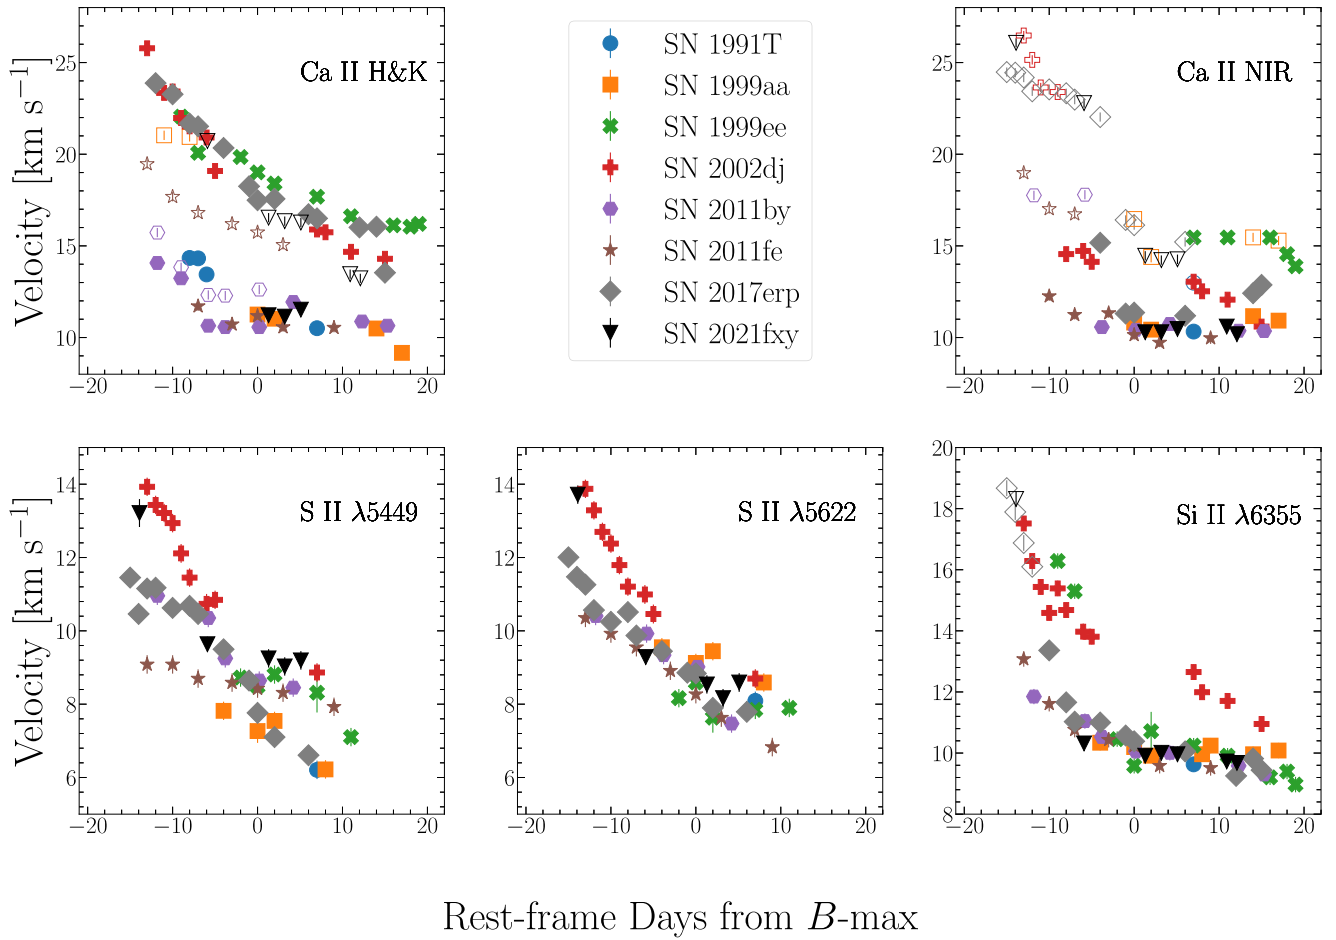 Ca II H&K
25
20
15
10
−20 −10 0 10 20
Velocity [km s⁻¹]
SN 1991T
SN 1999aa
SN 1999ee
SN 2002dj
SN 2011by
SN 2011fe
SN 2017erp
SN 2021fxy
Ca II NIR
25
20
15
10
−20 −10 0 10 20
S II λ5449
14
12
10
8
6
−20 −10 0 10 20
Velocity [km s⁻¹]
S II λ5622
14
12
10
8
6
−20 −10 0 10 20
Si II λ6355
20
18
16
14
12
10
8
−20 −10 0 10 20
Rest-frame Days from B-max